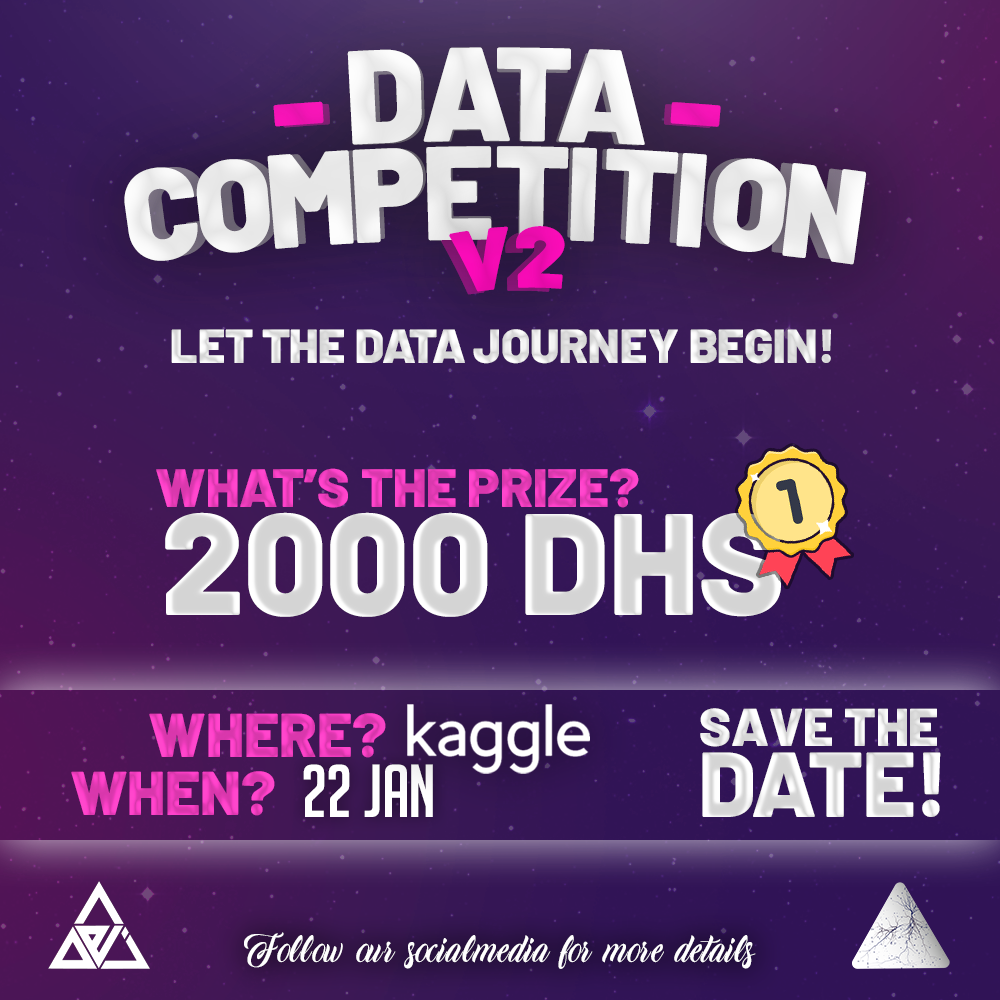 - DATA -
COMPETITION
V2
LET THE DATA JOURNEY BEGIN!
WHAT'S THE PRIZE?
2000 DHS
1
WHERE? kaggle
WHEN? 22 JAN
SAVE THE
DATE!
Follow our socialmedia for more details